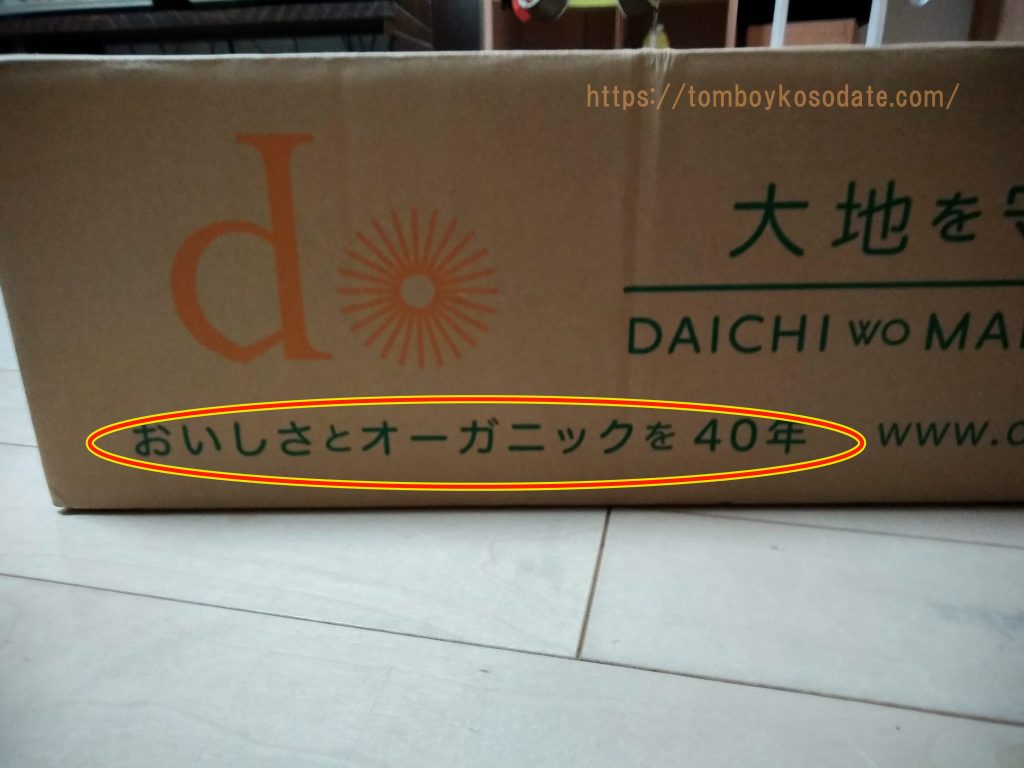 https://tomboykosodate.com/
do
大地を
DAICHI WO
おいしさとオーガニックを 40年
www.